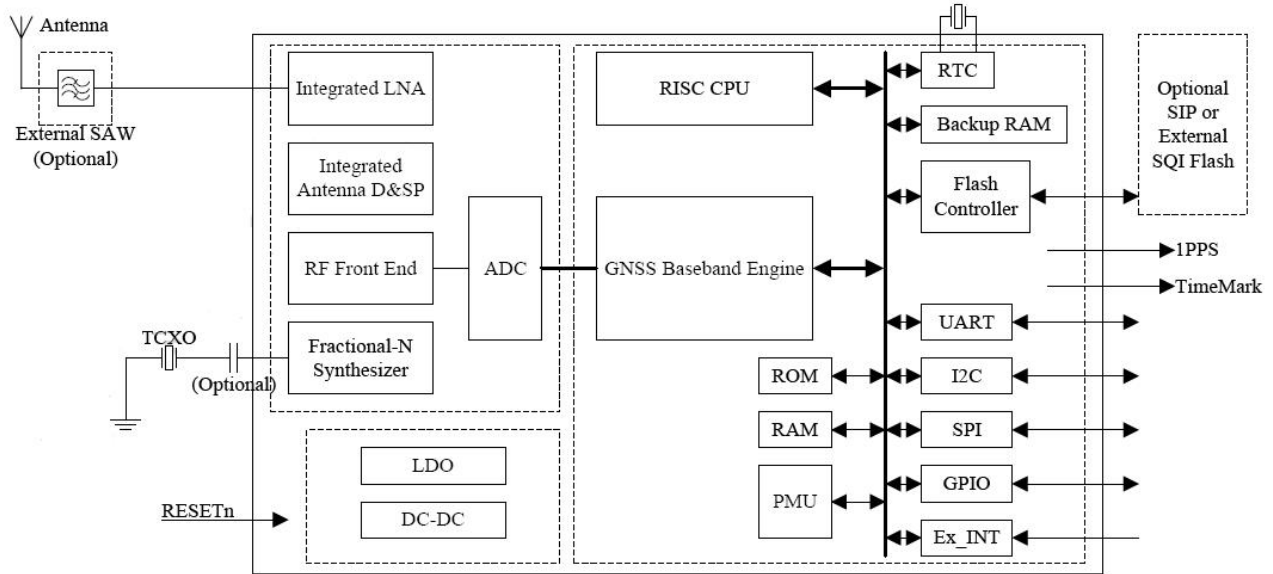 Antenna
External SAW
(Optional)
Integrated LNA
Integrated
Antenna D&SP
RF Front End
ADC
Fractional-N
Synthesizer
TCXO
(Optional)
LDO
DC-DC
RESETn
RISC CPU
GNSS Baseband Engine
ROM
RAM
PMU
RTC
Backup RAM
Flash
Controller
UART
I2C
SPI
GPIO
Ex_INT
Optional
SIP or
External
SQI Flash
1PPS
TimeMark